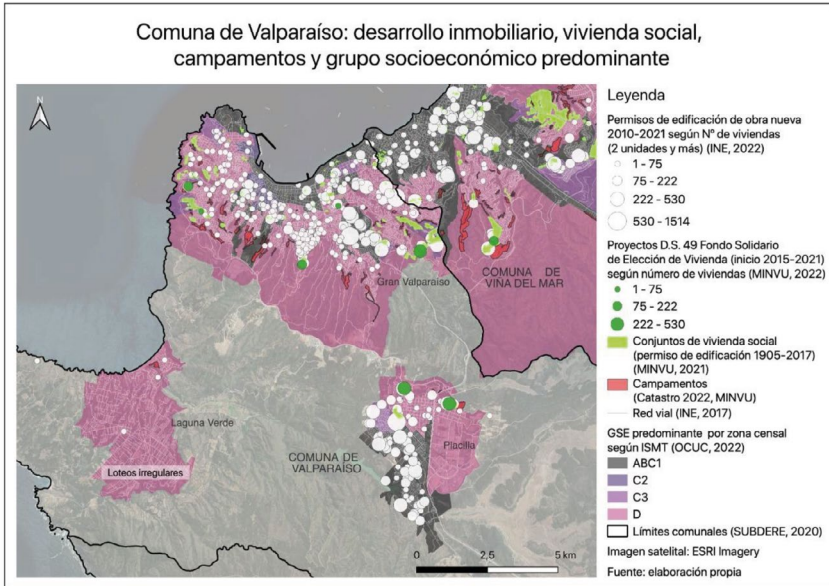 Comuna de Valparaíso: desarrollo inmobiliario, vivienda social,
campamentos y grupo socioeconómico predominante
N
COMUNA DE
VIÑA DEL MAR
Gran Valparaíso
Laguna Verde
Loteos irregulares
COMUNA DE
VALPARAÍSO
Placilla
0 2,5 5 km
Leyenda
Permisos de edificación de obra nueva
2010-2021 según N° de viviendas
(2 unidades y más) (INE, 2022)
1 - 75
75 - 222
222 - 530
530 - 1514
Proyectos D.S. 49 Fondo Solidario
de Elección de Vivienda (inicio 2015-2021)
según número de viviendas (MINVU, 2022)
1 - 75
75 - 222
222 - 530
Conjuntos de vivienda social
(permiso de edificación 1905-2017)
(MINVU, 2021)
Campamentos
(Catastro 2022, MINVU)
Red vial (INE, 2017)
GSE predominante por zona censal
según ISMT (OCUC, 2022)
ABC1
C2
C3
D
Límites comunales (SUBDERE, 2020)
Imagen satelital: ESRI Imagery
Fuente: elaboración propia